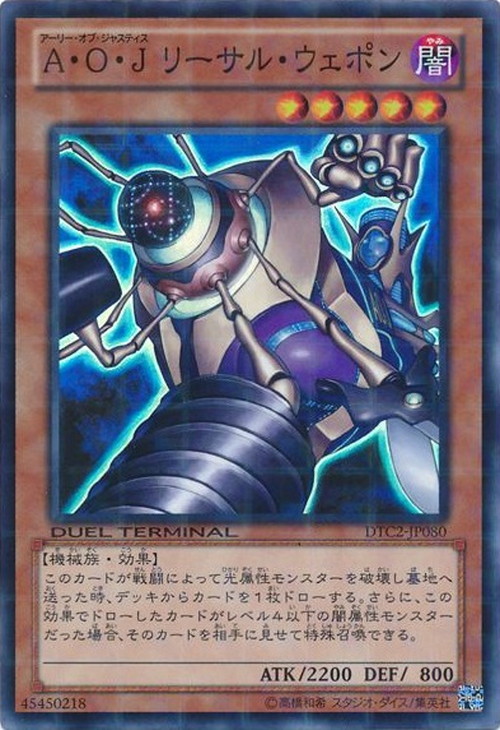 アーリー・オブ・ジャスティス
A・O・J リーサル・ウェポン
やみ
闇
DUEL TERMINAL
DTC2-JP080
【機械族・効果】
このカードが戦闘によって光属性モンスターを破壊し墓地へ
送った時、デッキからカードを1枚ドローする。さらに、この
効果でドローしたカードがレベル4以下の闇属性モンスター
だった場合、そのカードを相手に見せて特殊召喚できる。
ATK/2200 DEF/ 800
45450218
©高橋和希 スタジオ・ダイス/集英社